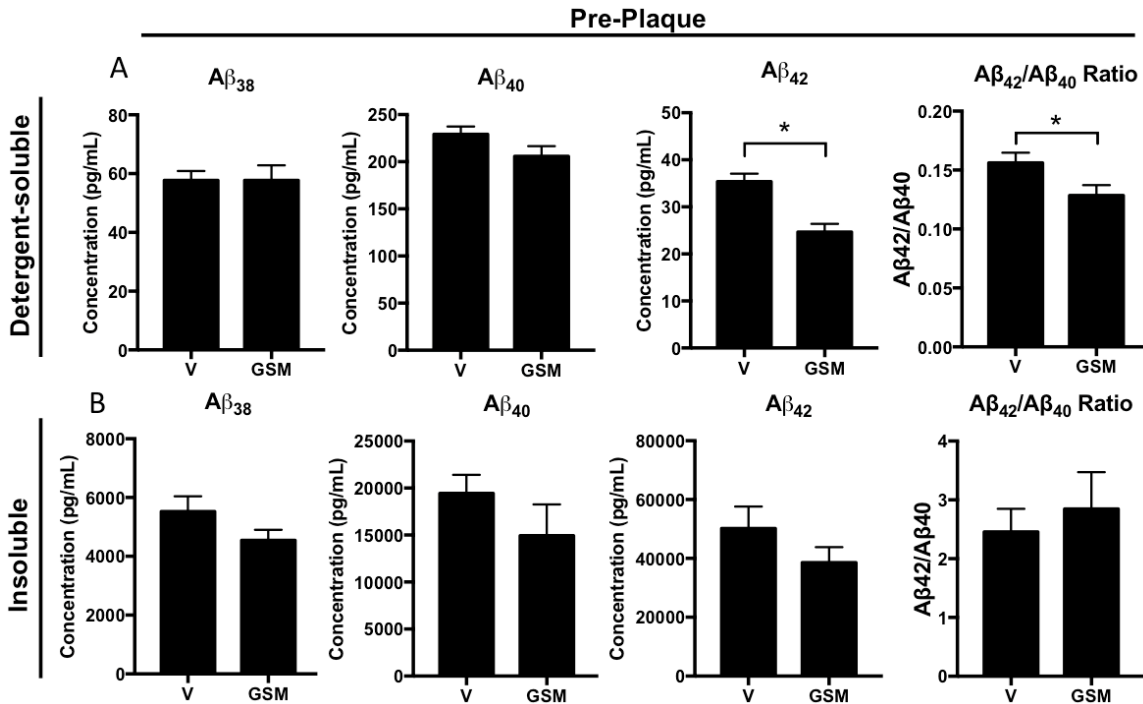 Pre-Plaque
Detergent-soluble
A
Aβ38
Concentration (pg/mL)
80
60
40
20
0
V
GSM
Aβ40
Concentration (pg/mL)
250
200
150
100
50
0
V
GSM
Aβ42
Concentration (pg/mL)
50
40
30
20
10
0
*
V
GSM
Aβ42/Aβ40 Ratio
Aβ42/Aβ40
0.20
0.15
0.10
0.05
0.00
*
V
GSM
Insoluble
B
Aβ38
Concentration (pg/mL)
8000
6000
4000
2000
0
V
GSM
Aβ40
Concentration (pg/mL)
25000
20000
15000
10000
5000
0
V
GSM
Aβ42
Concentration (pg/mL)
80000
60000
40000
20000
0
V
GSM
Aβ42/Aβ40 Ratio
Aβ42/Aβ40
4
3
2
1
0
V
GSM